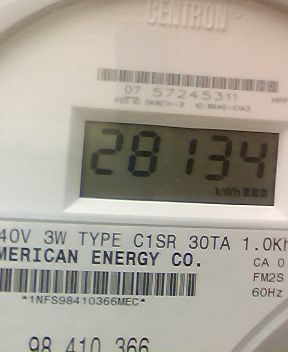 CENTRON
07 57245311
28134
kWh
40V 3W TYPE C1SR 30TA 1.0Kh
MERICAN ENERGY CO.
CA 0
FM2S
*1NFS98410366MEC*
60Hz
98 410 366